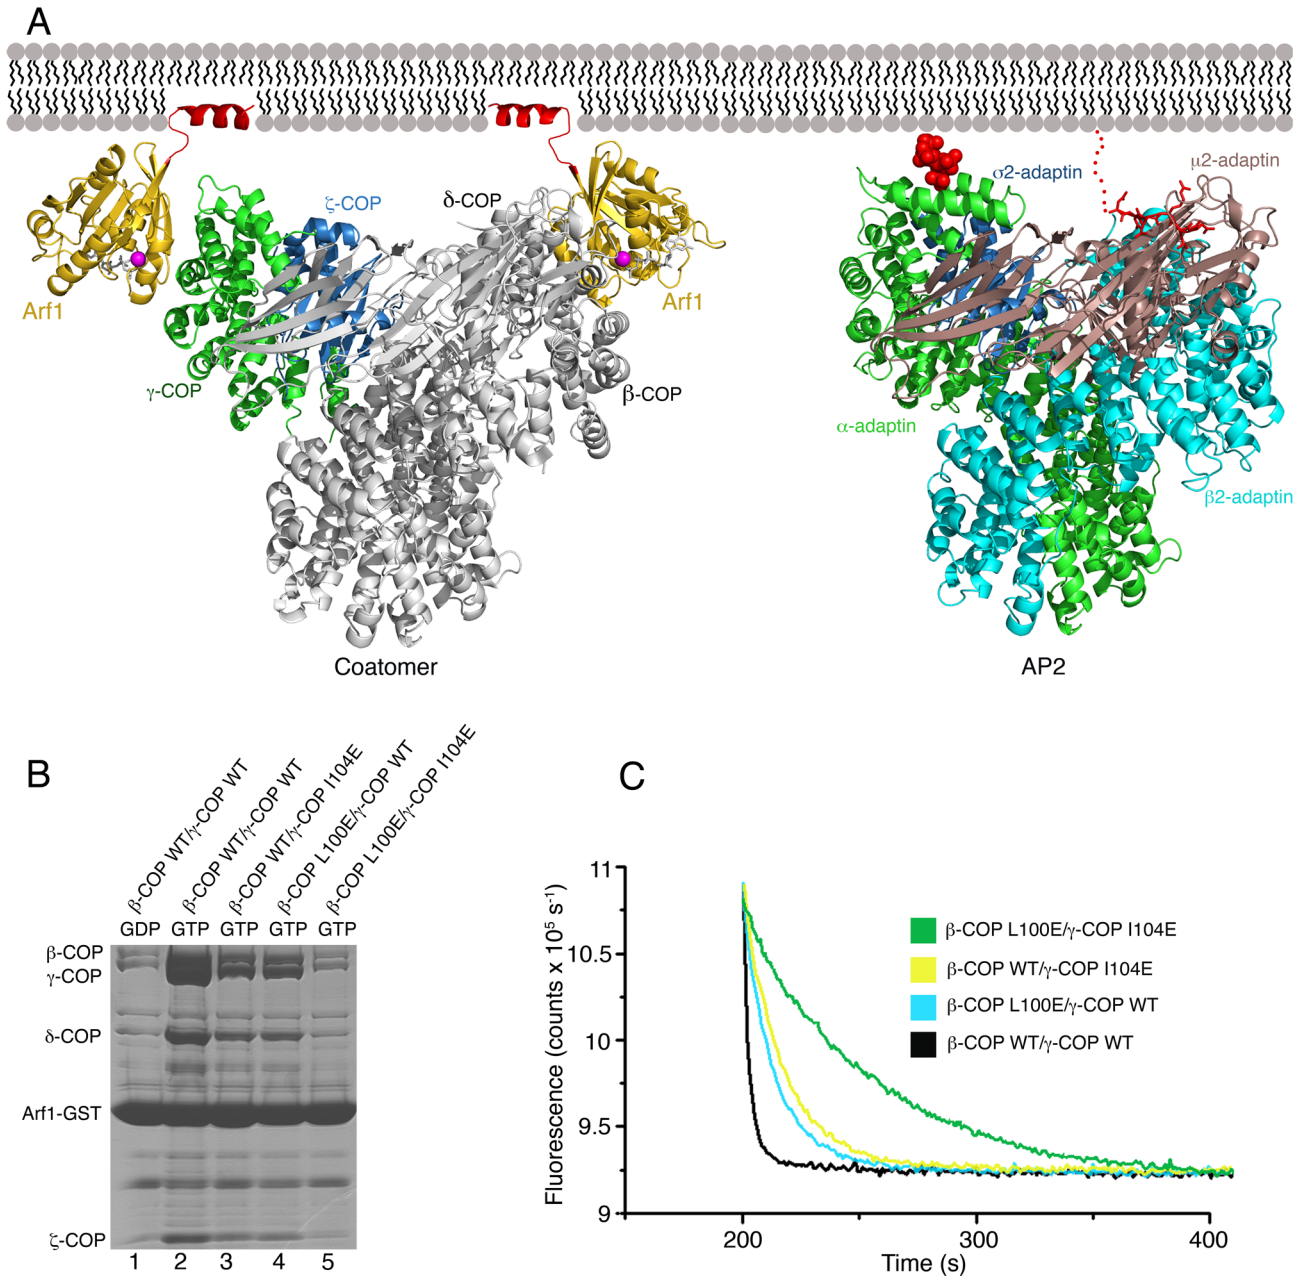 A
Arf1
γ-COP
ζ-COP
δ-COP
β-COP
Arf1
Coatomer
σ2-adaptin
μ2-adaptin
α-adaptin
β2-adaptin
AP2
B
β-COP WT/γ-COP WT
β-COP WT/γ-COP WT
β-COP WT/γ-COP I104E
β-COP L100E/γ-COP WT
β-COP L100E/γ-COP I104E
GDP GTP GTP GTP GTP
β-COP
γ-COP
δ-COP
Arf1-GST
ζ-COP
1 2 3 4 5
C
Fluorescence (counts x 10⁵ s⁻¹)
11
10.5
10
9.5
9
200 300 400
Time (s)
β-COP L100E/γ-COP I104E
β-COP WT/γ-COP I104E
β-COP L100E/γ-COP WT
β-COP WT/γ-COP WT